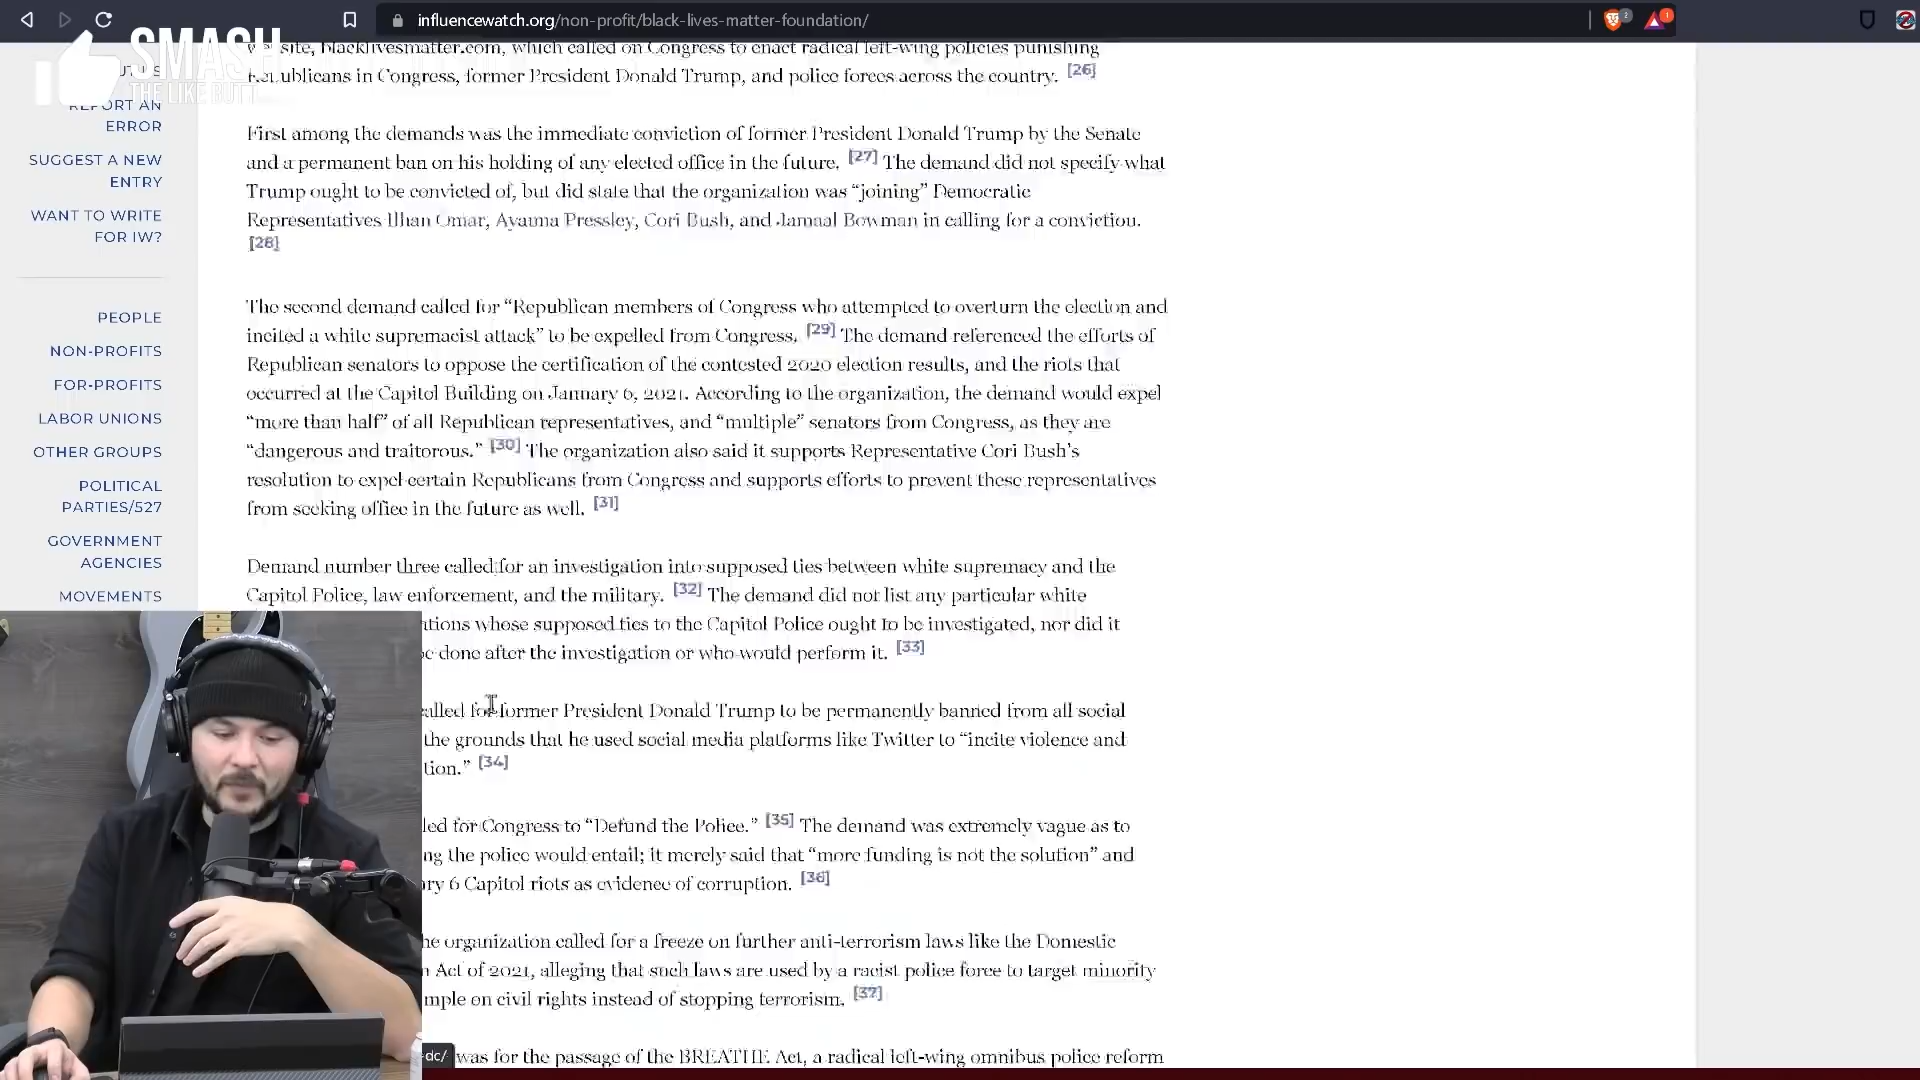 influencewatch.org/non-profit/black-lives-matter-foundation/
SMASH
THE LIKE BUTT
REPORT AN
ERROR
SUGGEST A NEW
ENTRY
WANT TO WRITE
FOR IW?
PEOPLE
NON-PROFITS
FOR-PROFITS
LABOR UNIONS
OTHER GROUPS
POLITICAL
PARTIES/527
GOVERNMENT
AGENCIES
MOVEMENTS
website, blacklivesmatter.com, which called on Congress to enact radical left-wing policies punishing
Republicans in Congress, former President Donald Trump, and police forces across the country. [26]
First among the demands was the immediate conviction of former President Donald Trump by the Senate
and a permanent ban on his holding of any elected office in the future. [27] The demand did not specify what
Trump ought to be convicted of, but did state that the organization was “joining” Democratic
Representatives Ilhan Omar, Ayanna Pressley, Cori Bush, and Jamaal Bowman in calling for a conviction.
[28]
The second demand called for “Republican members of Congress who attempted to overturn the election and
incited a white supremacist attack” to be expelled from Congress. [29] The demand referenced the efforts of
Republican senators to oppose the certification of the contested 2020 election results, and the riots that
occurred at the Capitol Building on January 6, 2021. According to the organization, the demand would expel
“more than half” of all Republican representatives, and “multiple” senators from Congress, as they are
“dangerous and traitorous.” [30] The organization also said it supports Representative Cori Bush’s
resolution to expel certain Republicans from Congress and supports efforts to prevent these representatives
from seeking office in the future as well. [31]
Demand number three called for an investigation into supposed ties between white supremacy and the
Capitol Police, law enforcement, and the military. [32] The demand did not list any particular white
ations whose supposed ties to the Capitol Police ought to be investigated, nor did it
be done after the investigation or who would perform it. [33]
alled for former President Donald Trump to be permanently banned from all social
the grounds that he used social media platforms like Twitter to “incite violence and
tion.” [34]
led for Congress to “Defund the Police.” [35] The demand was extremely vague as to
ng the police would entail; it merely said that “more funding is not the solution” and
ry 6 Capitol riots as evidence of corruption. [36]
he organization called for a freeze on further anti-terrorism laws like the Domestic
n Act of 2021, alleging that such laws are used by a racist police force to target minority
mple on civil rights instead of stopping terrorism. [37]
-dc/ was for the passage of the BREATHE Act, a radical left-wing omnibus police reform